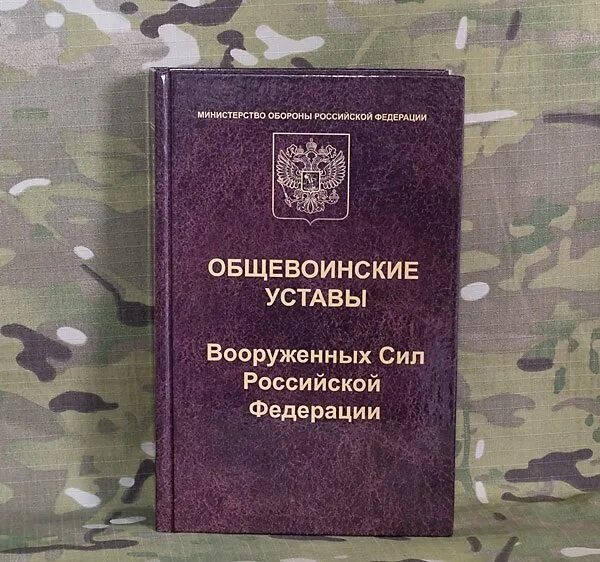 МИНИСТЕРСТВО ОБОРОНЫ РОССИЙСКОЙ ФЕДЕРАЦИИ
ОБЩЕВОИНСКИЕ
УСТАВЫ
Вооруженных Сил
Российской
Федерации